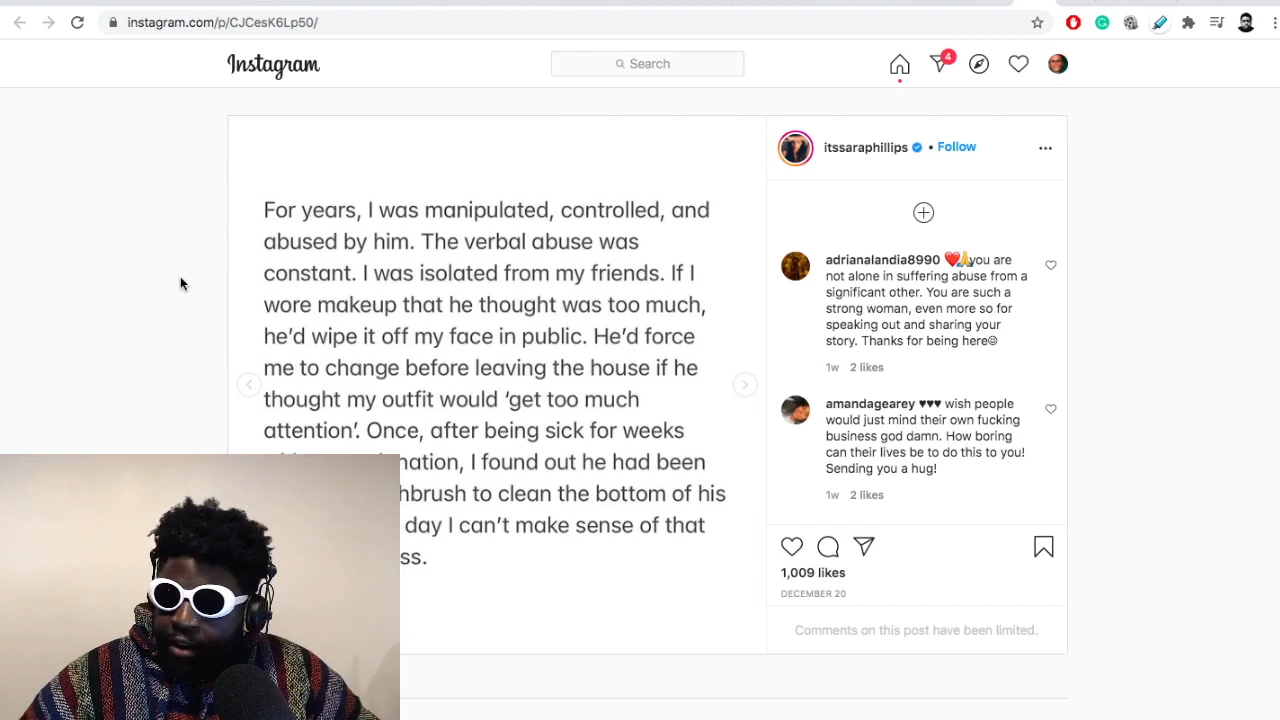 instagram.com/p/CJCesK6Lp50/
Instagram
Search
4
For years, I was manipulated, controlled, and
abused by him. The verbal abuse was
constant. I was isolated from my friends. If I
wore makeup that he thought was too much,
he'd wipe it off my face in public. He'd force
me to change before leaving the house if he
thought my outfit would 'get too much
attention'. Once, after being sick for weeks
nation, I found out he had been
hbrush to clean the bottom of his
day I can't make sense of that
ss.
itssaraphillips • Follow
adrianalandia8990 ❤️🙏you are
not alone in suffering abuse from a
significant other. You are such a
strong woman, even more so for
speaking out and sharing your
story. Thanks for being here☺
1w 2 likes
amandagearey ♥♥♥ wish people
would just mind their own fucking
business god damn. How boring
can their lives be to do this to you!
Sending you a hug!
1w 2 likes
1,009 likes
DECEMBER 20
Comments on this post have been limited.